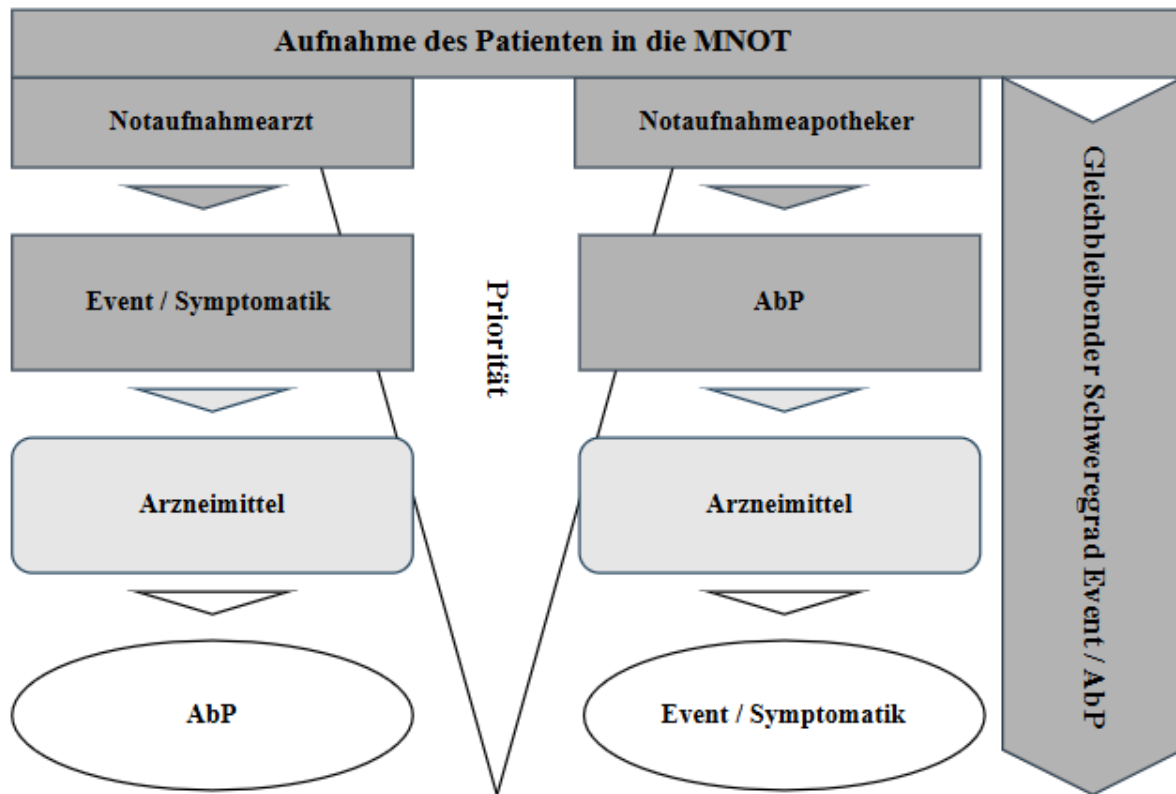 Aufnahme des Patienten in die MNOT
Notaufnahmearzt
Notaufnahmeapotheker
Event / Symptomatik
AbP
Arzneimittel
Arzneimittel
AbP
Event / Symptomatik
Priorität
Gleichbleibender Schweregrad Event / AbP